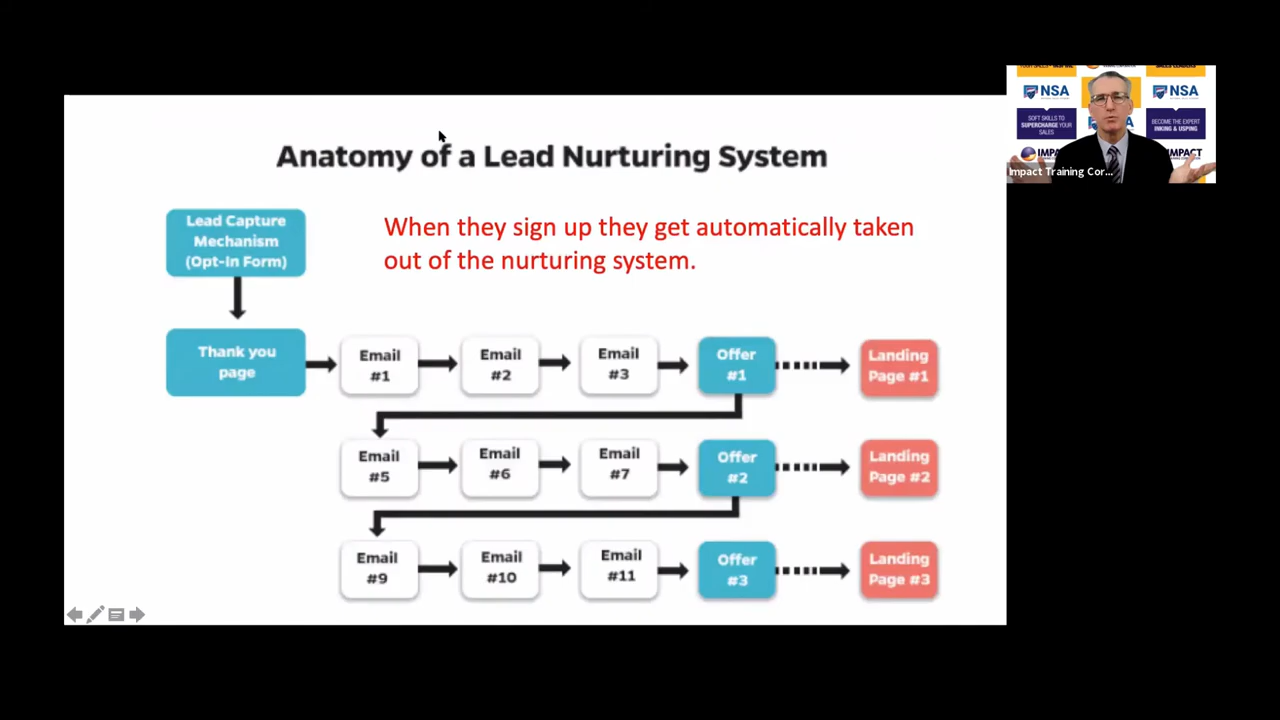 Anatomy of a Lead Nurturing System
Lead Capture
Mechanism
(Opt-In Form)
When they sign up they get automatically taken
out of the nurturing system.
Thank you
page
Email
#1
Email
#2
Email
#3
Offer
#1
Landing
Page #1
Email
#5
Email
#6
Email
#7
Offer
#2
Landing
Page #2
Email
#9
Email
#10
Email
#11
Offer
#3
Landing
Page #3
NSA
NSA
SOFT SKILLS TO
SUPERCHARGE YOUR
SALES
BECOME THE EXPERT
INKING & USPING
IMPACT
Impact Training Cor...